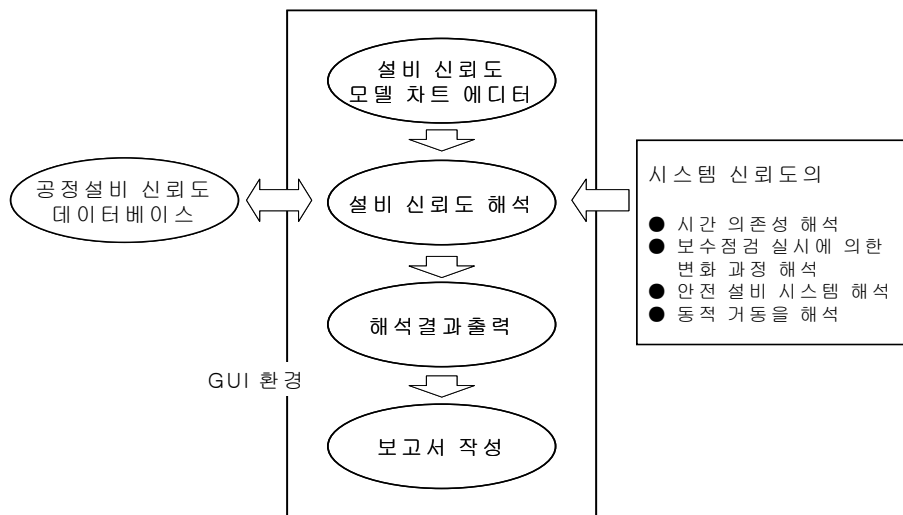 설비 신뢰도
모델 차트 에디터
공정설비 신뢰도
데이터베이스
설비 신뢰도 해석
시스템 신뢰도의
● 시간 의존성 해석
● 보수점검 실시에 의한
변화 과정 해석
● 안전 설비 시스템 해석
● 동적 거동을 해석
해석결과출력
GUI 환경
보고서 작성